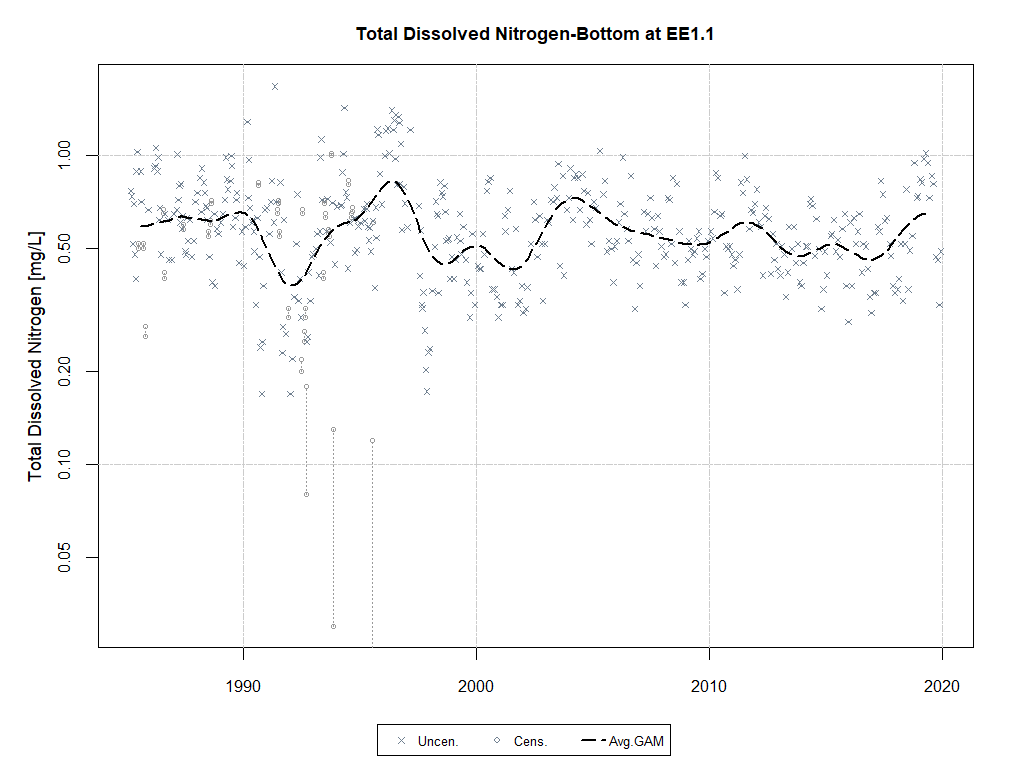 Total Dissolved Nitrogen-Bottom at EE1.1
Total Dissolved Nitrogen [mg/L]
1.00
0.50
0.20
0.10
0.05
1990 2000 2010 2020
Uncen. Cens. Avg.GAM